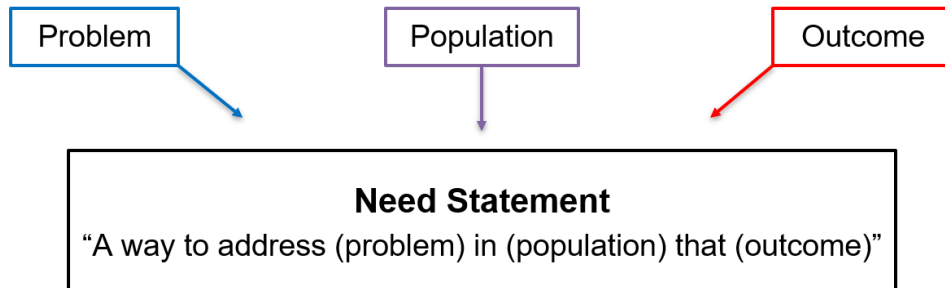 Problem
Population
Outcome
Need Statement
“A way to address (problem) in (population) that (outcome)”